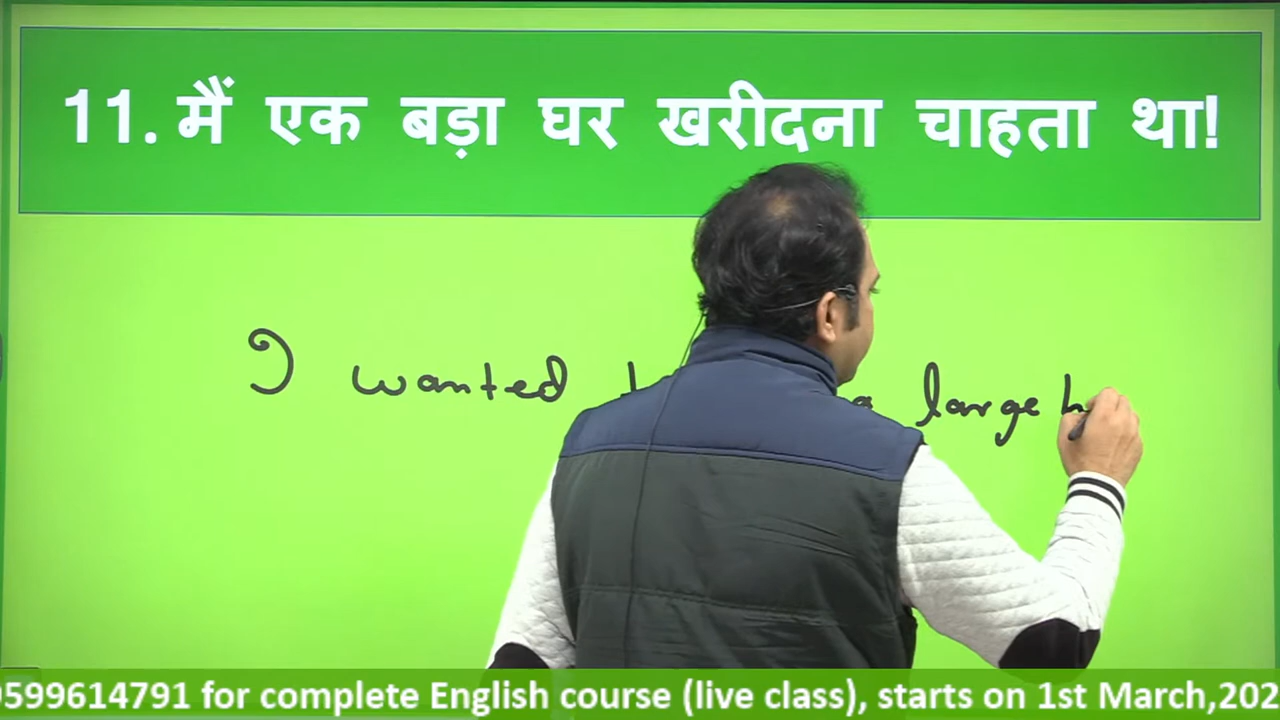 11. मैं एक बड़ा घर खरीदना चाहता था!
I wanted a large
599614791 for complete English course (live class), starts on 1st March,202